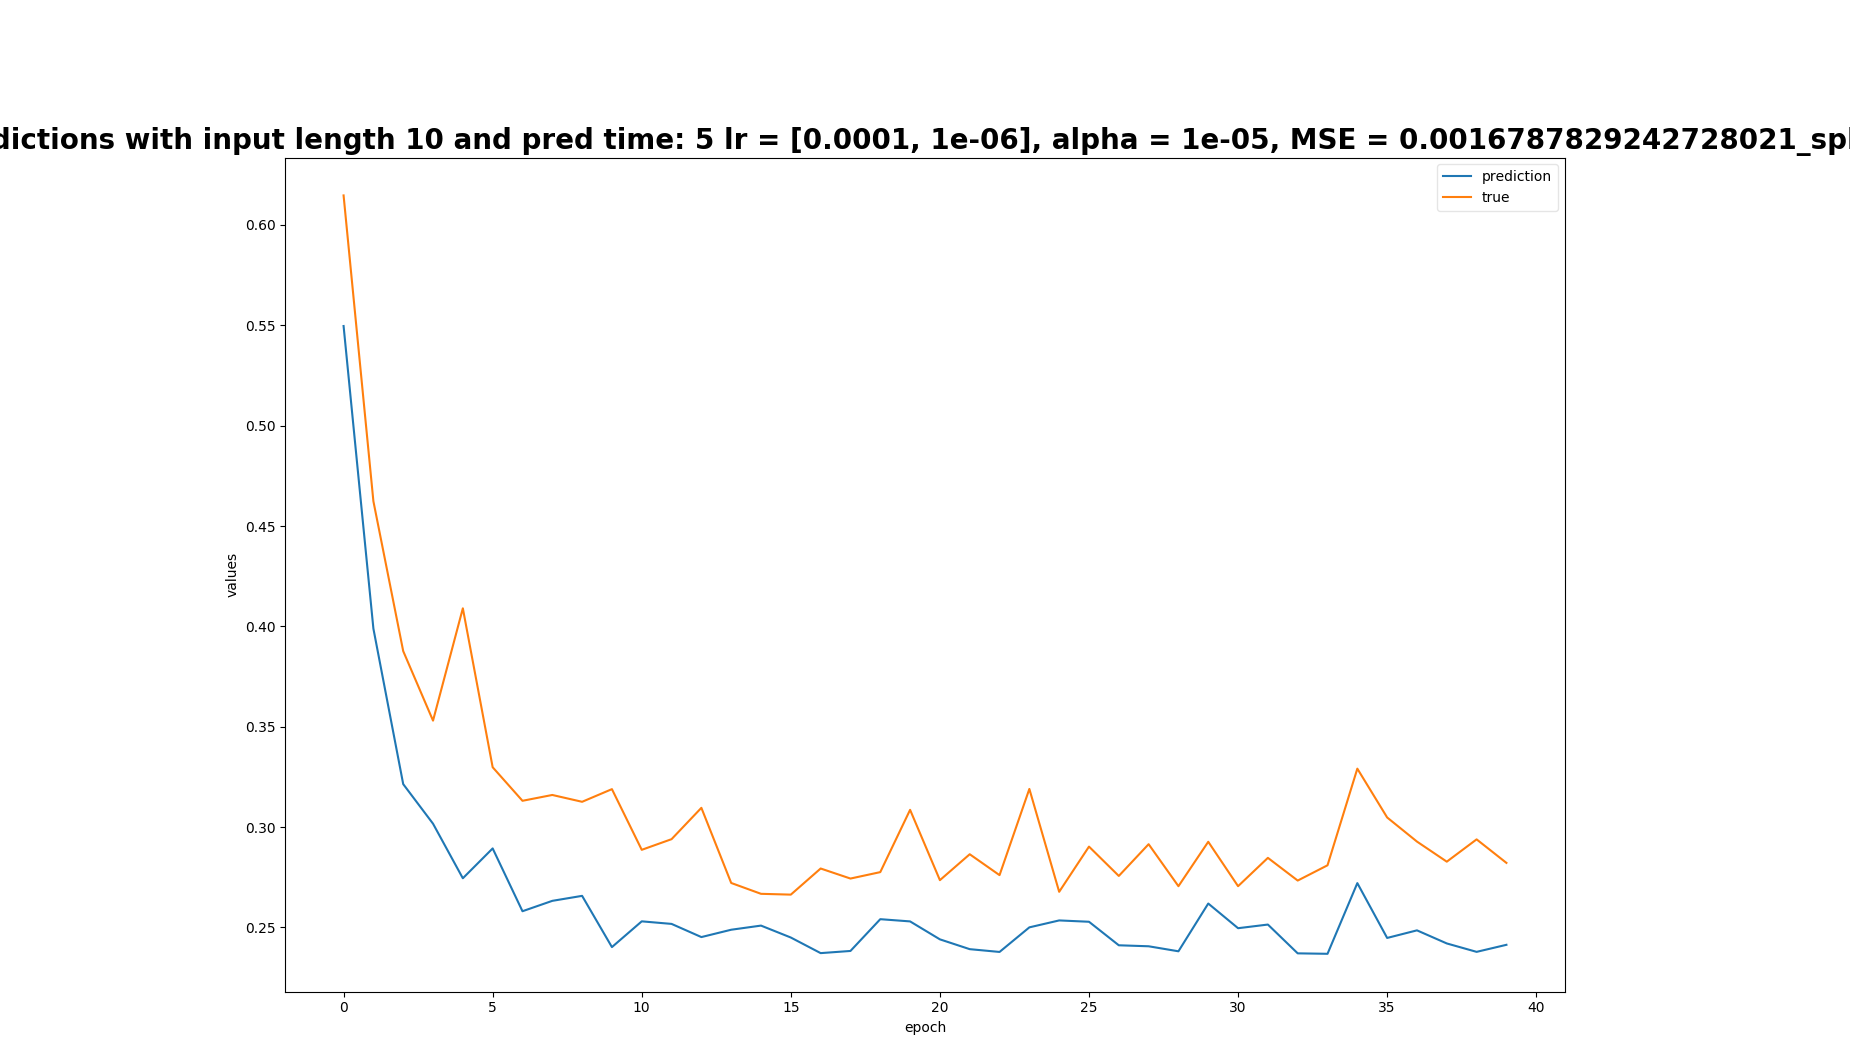 dictions with input length 10 and pred time: 5 lr = [0.0001, 1e-06], alpha = 1e-05, MSE = 0.0016787829242728021_spl
prediction
true
0.60
0.55
0.50
0.45
0.40
0.35
0.30
0.25
values
0 5 10 15 20 25 30 35 40
epoch